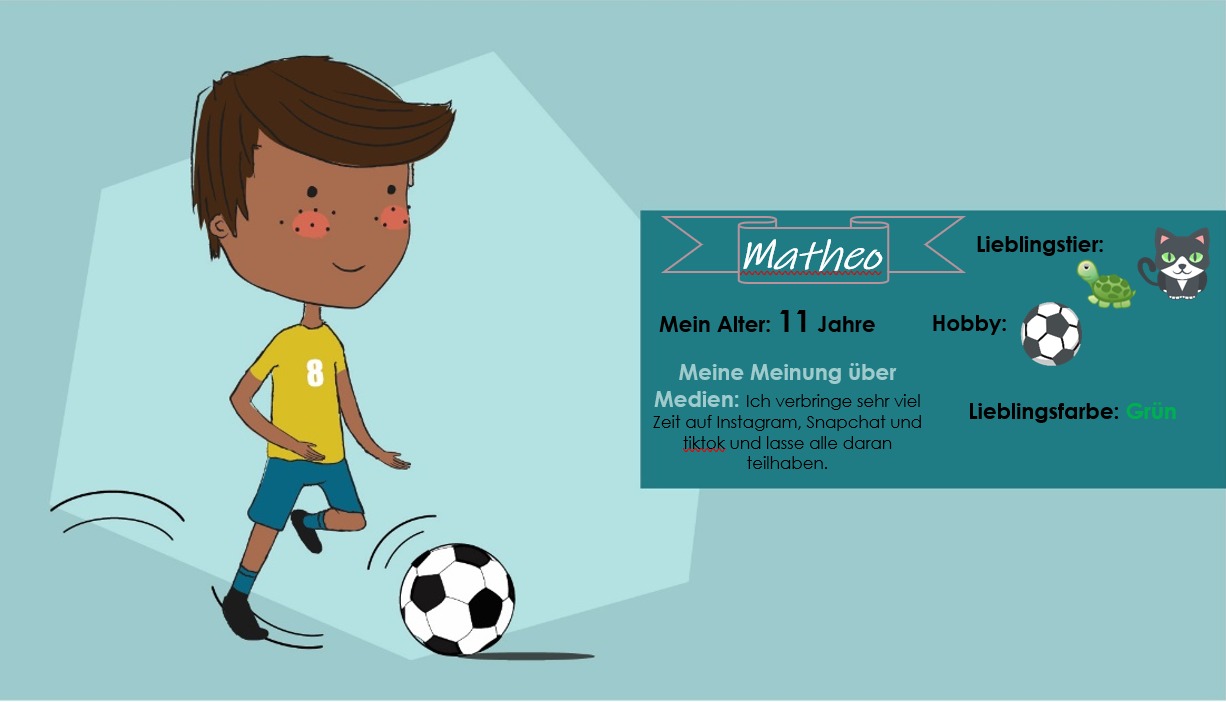 8
Matheo
Lieblingstier:
Mein Alter: 11 Jahre
Hobby:
Meine Meinung über
Medien: Ich verbringe sehr viel
Zeit auf Instagram, Snapchat und
tiktok und lasse alle daran
teilhaben.
Lieblingsfarbe: Grün